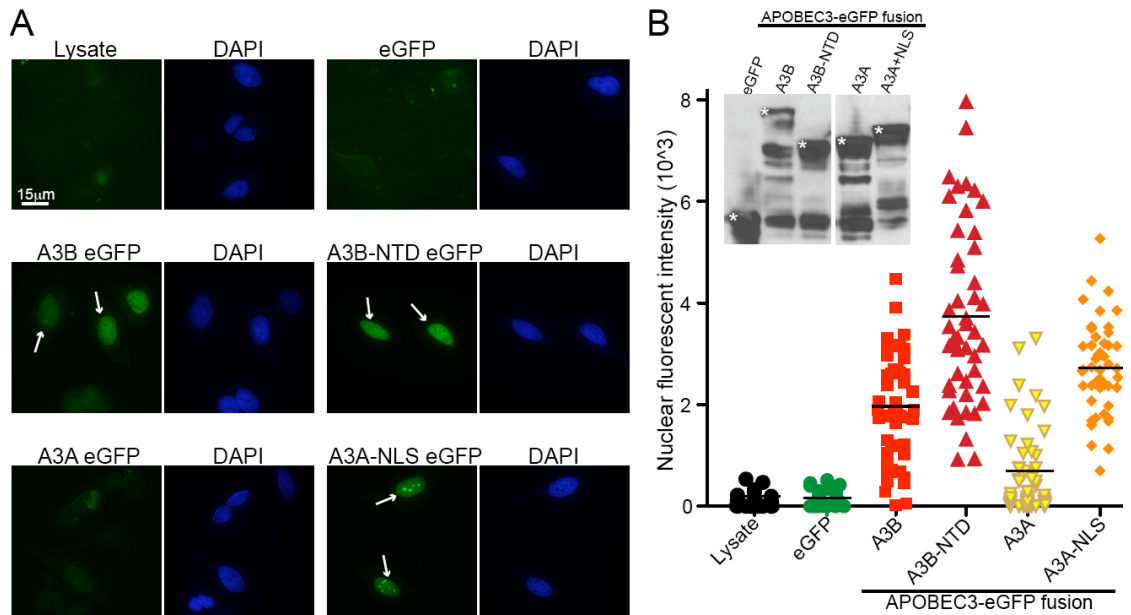 A
Lysate DAPI eGFP DAPI
15μm
A3B eGFP DAPI A3B-NTD eGFP DAPI
A3A eGFP DAPI A3A-NLS eGFP DAPI
B
APOBEC3-eGFP fusion
eGFP A3B A3B-NTD A3A A3A+NLS
* * * * *
Nuclear fluorescent intensity (10^3)
8
6
4
2
0
Lysate eGFP A3B A3B-NTD A3A A3A-NLS
APOBEC3-eGFP fusion